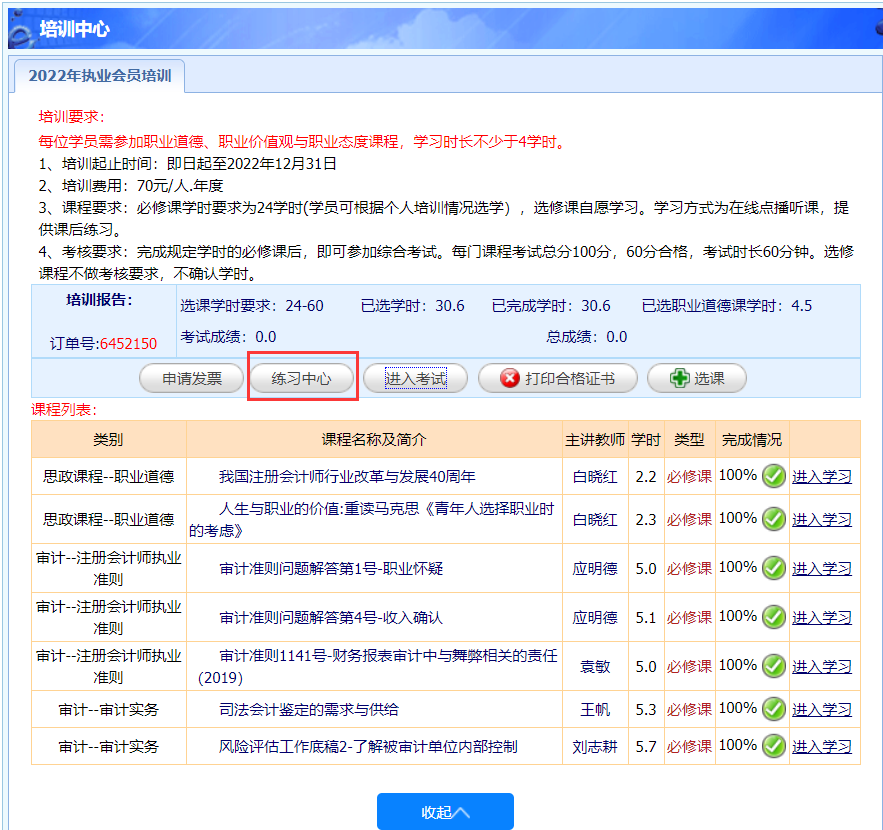 培训中心
2022年执业会员培训
培训要求:
每位学员需参加职业道德、职业价值观与职业态度课程，学习时长不少于4学时。
1、培训起止时间：即日起至2022年12月31日
2、培训费用：70元/人.年度
3、课程要求：必修课学时要求为24学时(学员可根据个人培训情况选学），选修课自愿学习。学习方式为在线点播听课，提
供课后练习。
4、考核要求：完成规定学时的必修课后，即可参加综合考试。每门课程考试总分100分，60分合格，考试时长60分钟。选修
课程不做考核要求，不确认学时。
培训报告：
选课学时要求：24-60 已选学时：30.6 已完成学时：30.6 已选职业道德课学时：4.5
订单号:6452150
考试成绩：0.0 总成绩：0.0
申请发票 练习中心 进入考试 打印合格证书 选课
课程列表：
类别 课程名称及简介 主讲教师 学时 类型 完成情况
思政课程--职业道德 我国注册会计师行业改革与发展40周年 白晓红 2.2 必修课 100% 进入学习
思政课程--职业道德 人生与职业的价值:重读马克思《青年人选择职业时
的考虑》 白晓红 2.3 必修课 100% 进入学习
审计--注册会计师执业
准则 审计准则问题解答第1号-职业怀疑 应明德 5.0 必修课 100% 进入学习
审计--注册会计师执业
准则 审计准则问题解答第4号-收入确认 应明德 5.1 必修课 100% 进入学习
审计--注册会计师执业
准则 审计准则1141号-财务报表审计中与舞弊相关的责任
(2019) 袁敏 5.0 必修课 100% 进入学习
审计--审计实务 司法会计鉴定的需求与供给 王帆 5.3 必修课 100% 进入学习
审计--审计实务 风险评估工作底稿2-了解被审计单位内部控制 刘志耕 5.7 必修课 100% 进入学习
收起